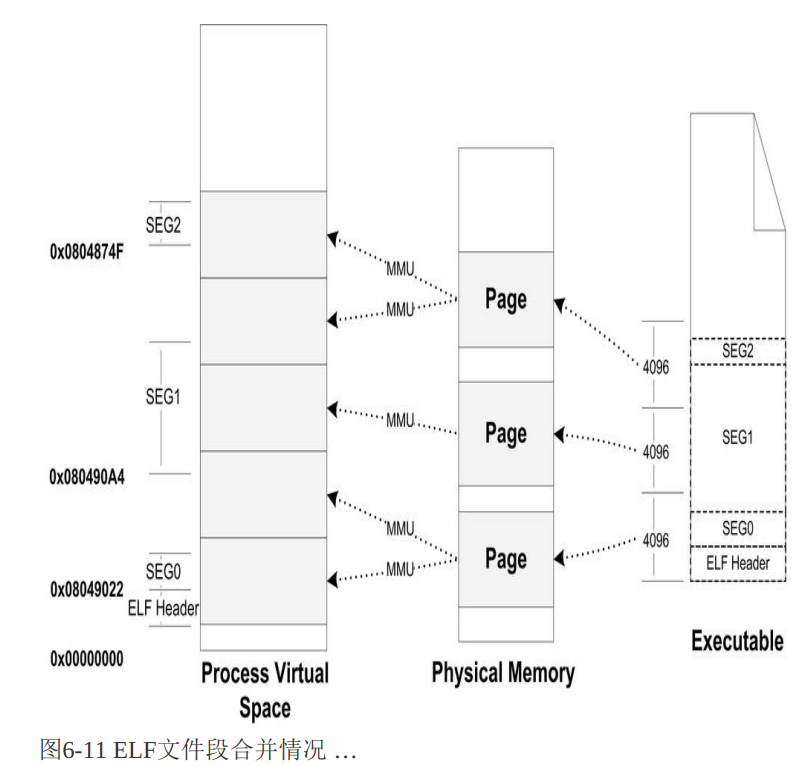 SEG2
0x0804874F
SEG1
0x080490A4
SEG0
0x08049022
ELF Header
0x00000000
Process Virtual
Space
MMU
MMU
MMU
MMU
MMU
Page
Page
Page
Physical Memory
4096
4096
4096
SEG2
SEG1
SEG0
ELF Header
Executable
图6-11 ELF文件段合并情况 ...